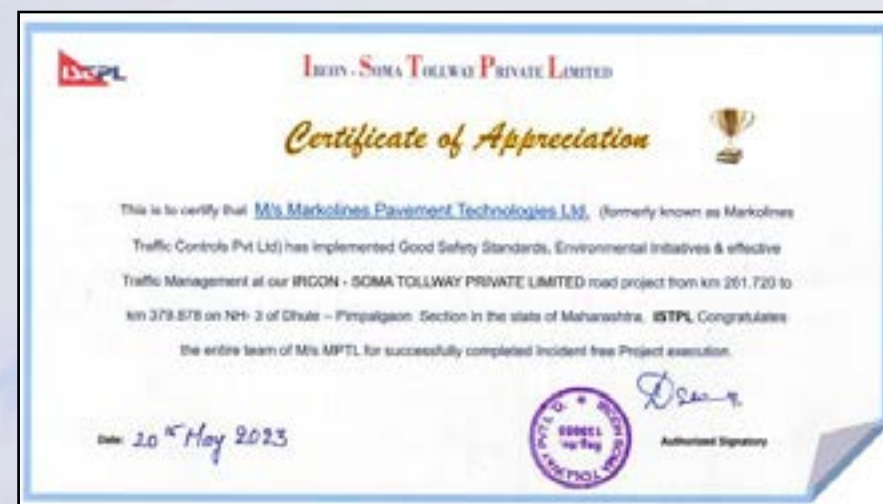 ISTPL
IRCON - SOMA TOLLWAY PRIVATE LIMITED
Certificate of Appreciation
This is to certify that M/s Markolines Pavement Technologies Ltd. (formerly known as Markolines
Traffic Controls Pvt Ltd) has implemented Good Safety Standards, Environmental Initiatives & effective
Traffic Management at our IRCON - SOMA TOLLWAY PRIVATE LIMITED road project from km 261.720 to
km 379.878 on NH- 3 of Dhule – Pimpalgaon Section in the state of Maharashtra. ISTPL Congratulates
the entire team of M/s MPTL for successfully completed Incident free Project execution.
Date: 20th May 2023
IRCON SOMA TOLLWAY PVT.
Authorised Signatory